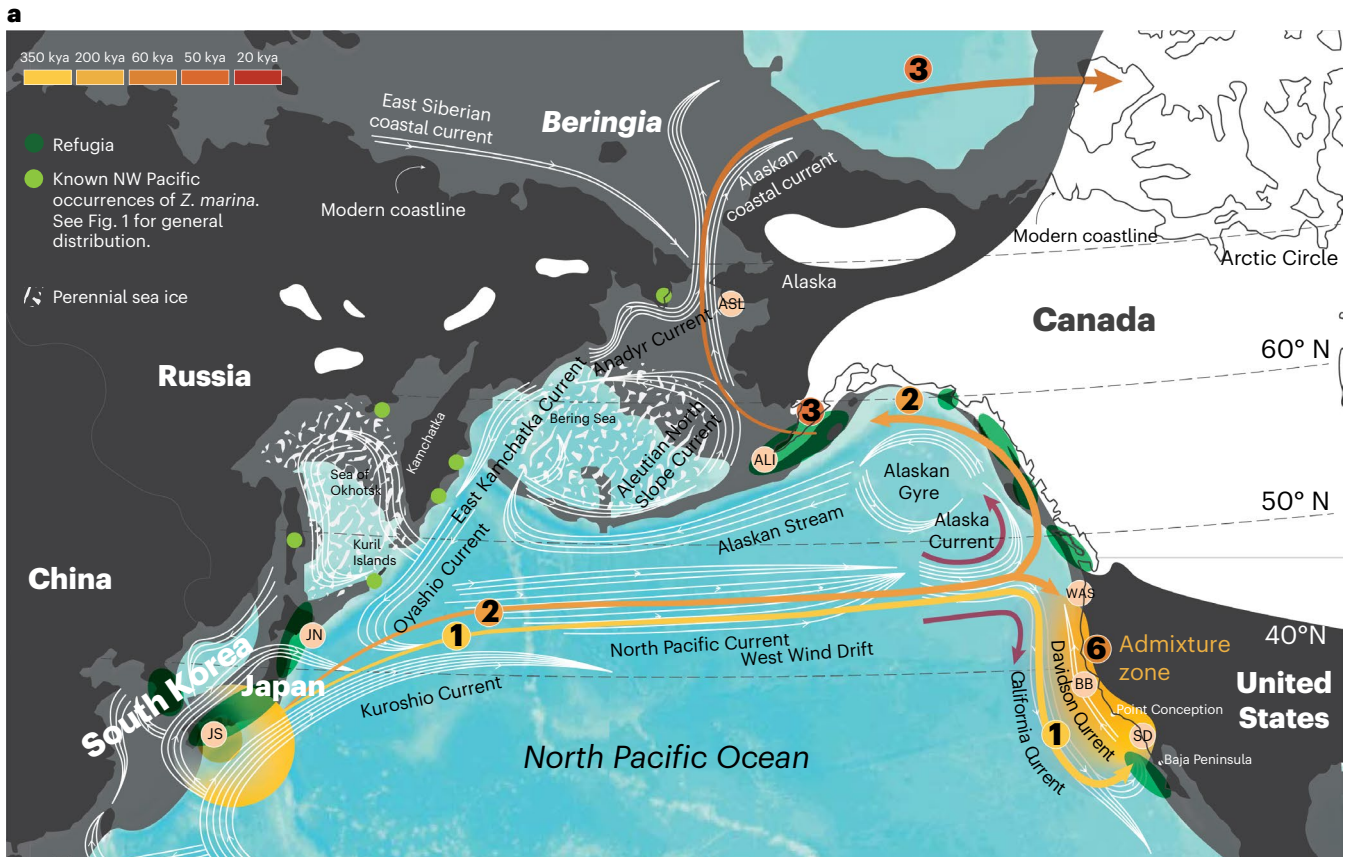 a
350 kya 200 kya 60 kya 50 kya 20 kya
Refugia
Known NW Pacific
occurrences of Z. marina.
See Fig. 1 for general
distribution.
Perennial sea ice
East Siberian
coastal current
Beringia
3
Modern coastline
Alaskan
coastal current
Modern coastline
Arctic Circle
Alaska
ASL
Canada
60° N
Russia
Anadyr Current
Kamchatka
East Kamchatka Current
Bering Sea
Aleutian North
Slope Current
3
2
ALI
Sea of
Okhotsk
Alaskan
Gyre
50° N
Alaska
Current
Alaskan Stream
Kuril
Islands
China
Oyashio Current
2
1
WAS
JN
North Pacific Current
West Wind Drift
40°N
6
Admixture
zone
South Korea
Japan
Kuroshio Current
Davidson Current
BB
United
States
California Current
Point Conception
JS
1
SD
North Pacific Ocean
Baja Peninsula